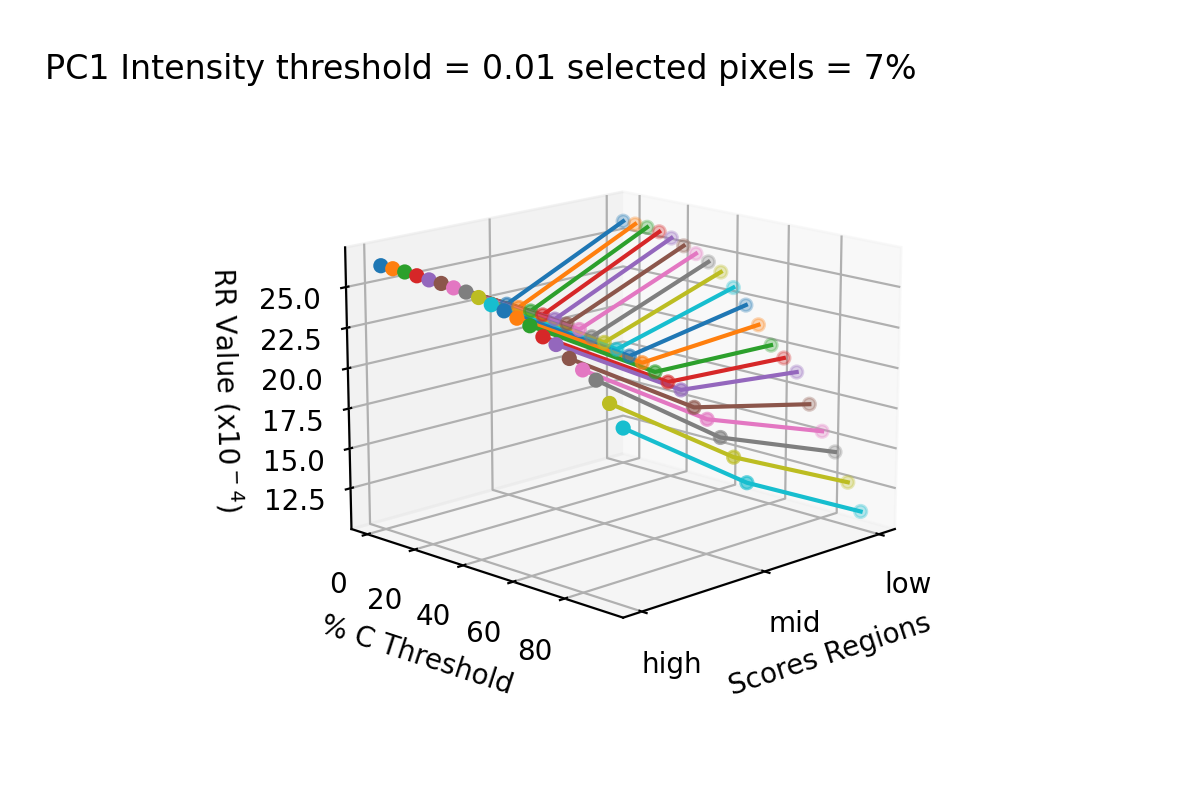 PC1 Intensity threshold = 0.01 selected pixels = 7%
RR Value (x10⁻⁴)
25.0
22.5
20.0
17.5
15.0
12.5
0
20
40
60
80
% C Threshold
high
mid
low
Scores Regions